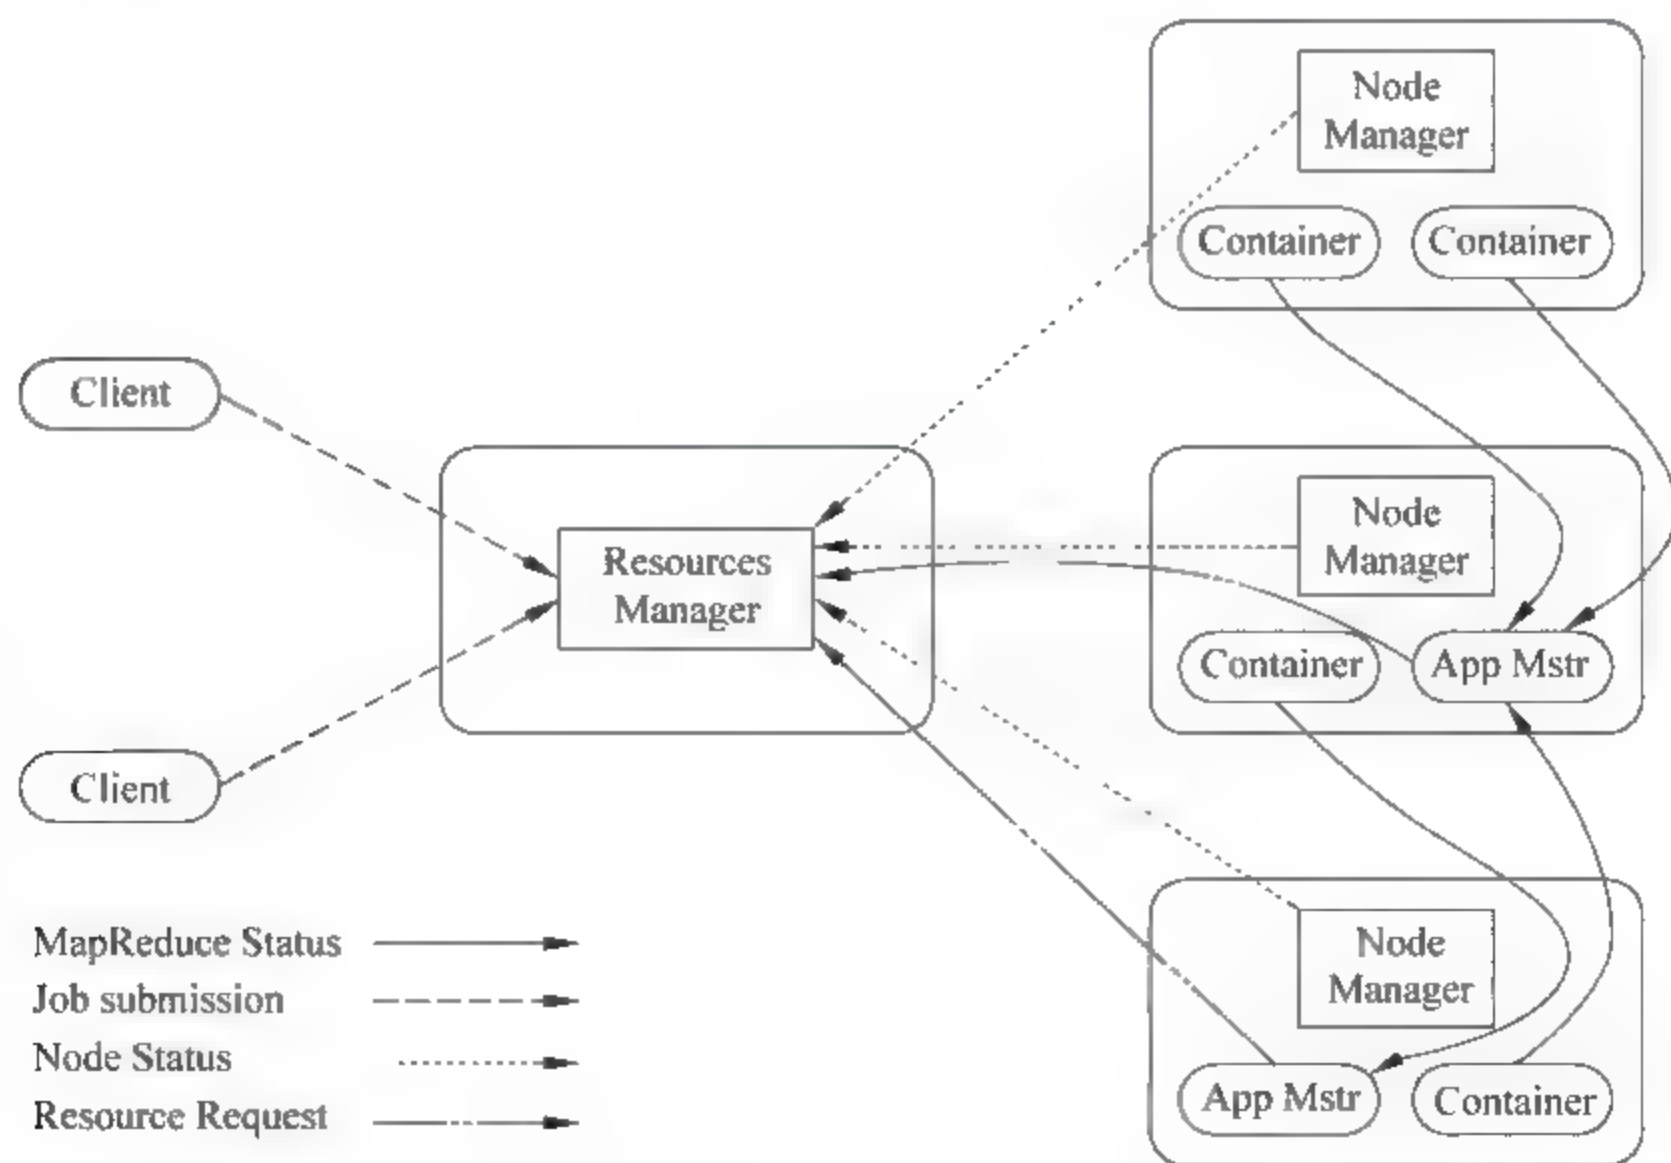 Node
Manager
Container
Container
Client
Resources
Manager
Node
Manager
Container
App Mstr
Client
Node
Manager
App Mstr
Container
MapReduce Status
Job submission
Node Status
Resource Request